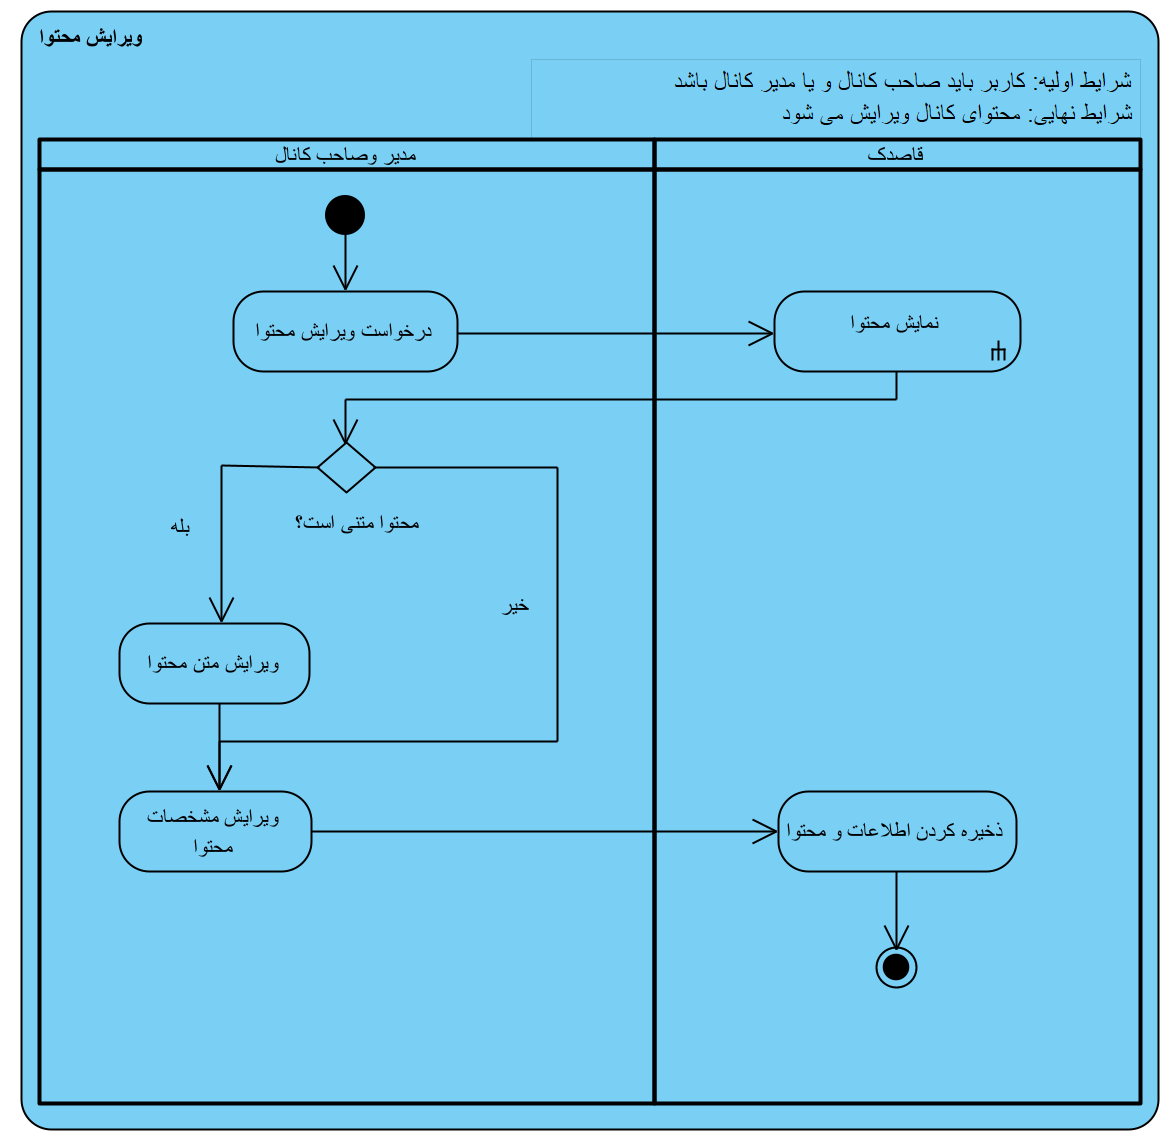 ویرایش محتوا
شرایط اولیه: کاربر باید صاحب کانال و یا مدیر کانال باشد
شرایط نهایی: محتوای کانال ویرایش می شود
مدیر وصاحب کانال
قاصدک
درخواست ویرایش محتوا
نمایش محتوا
محتوا متنی است؟
بله
خیر
ویرایش متن محتوا
ویرایش مشخصات
محتوا
ذخیره کردن اطلاعات و محتوا